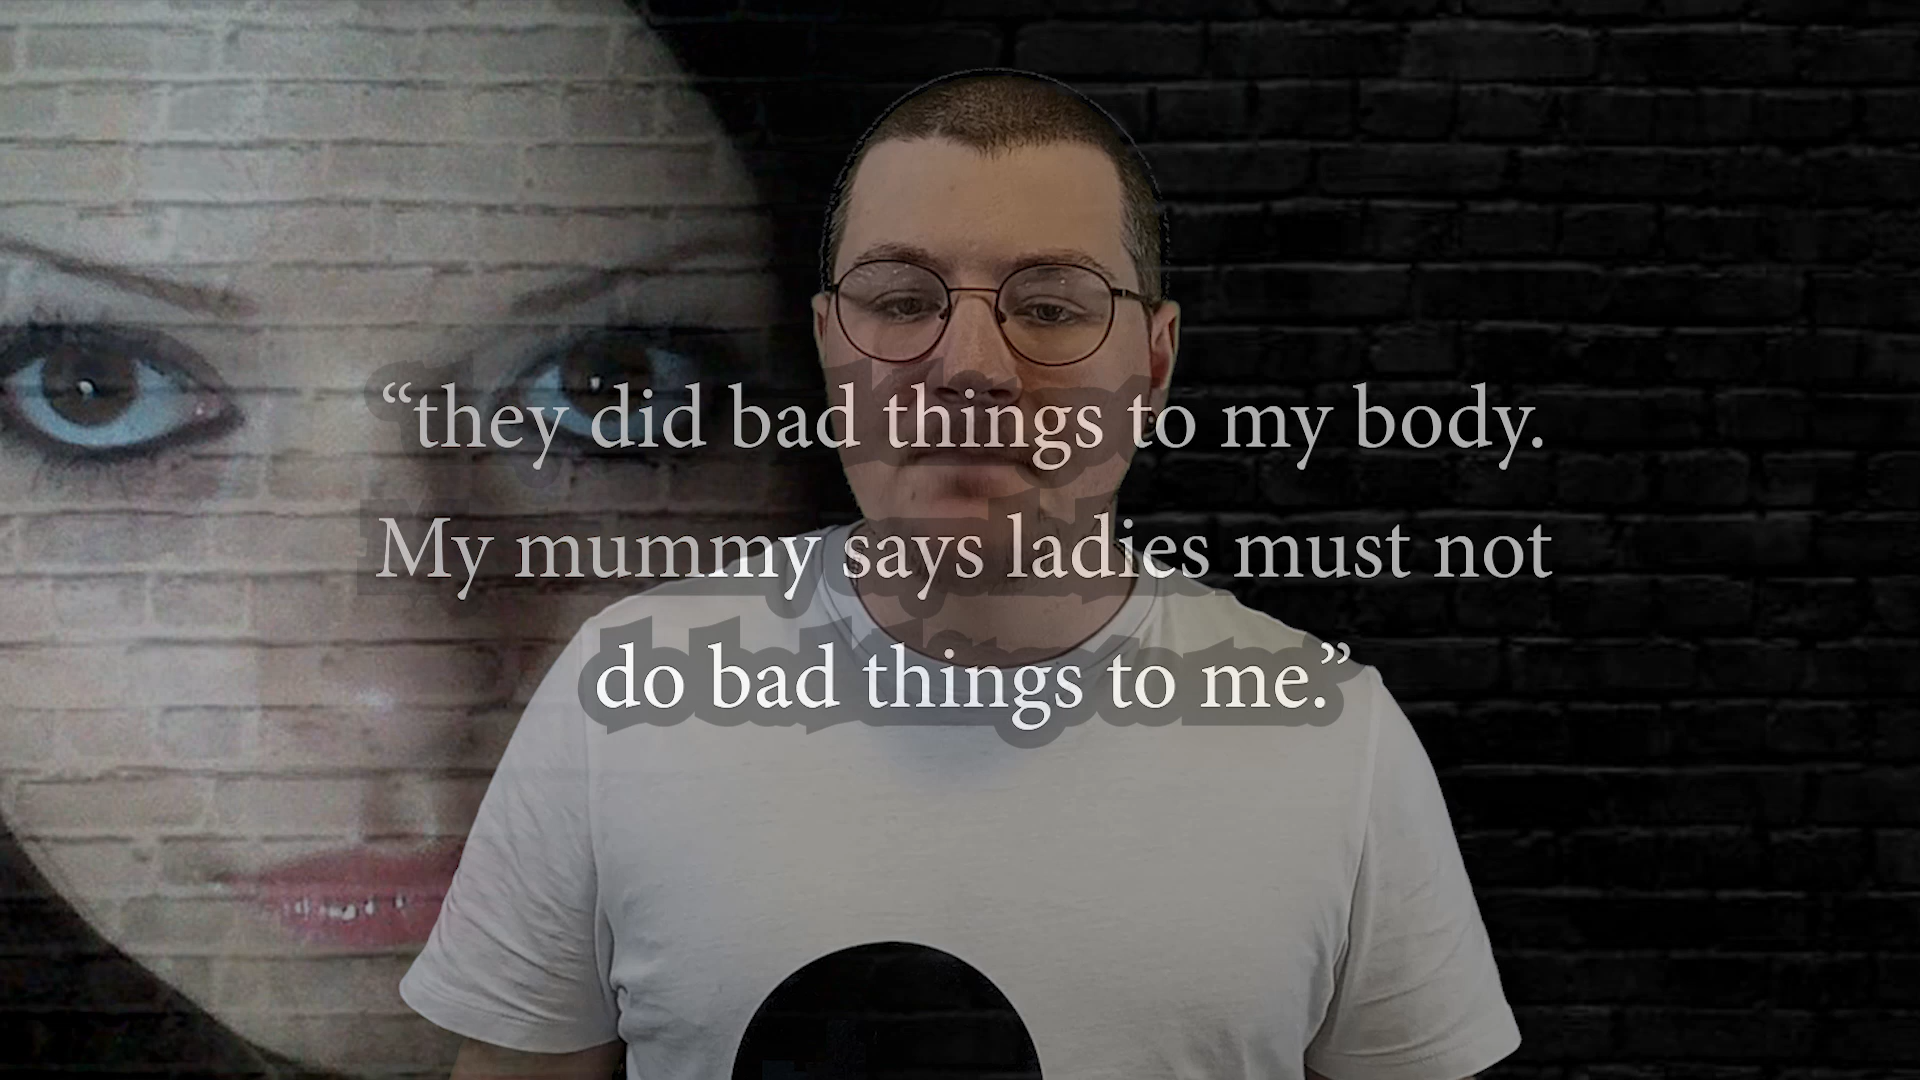 “they did bad things to my body.
My mummy says ladies must not
do bad things to me.”